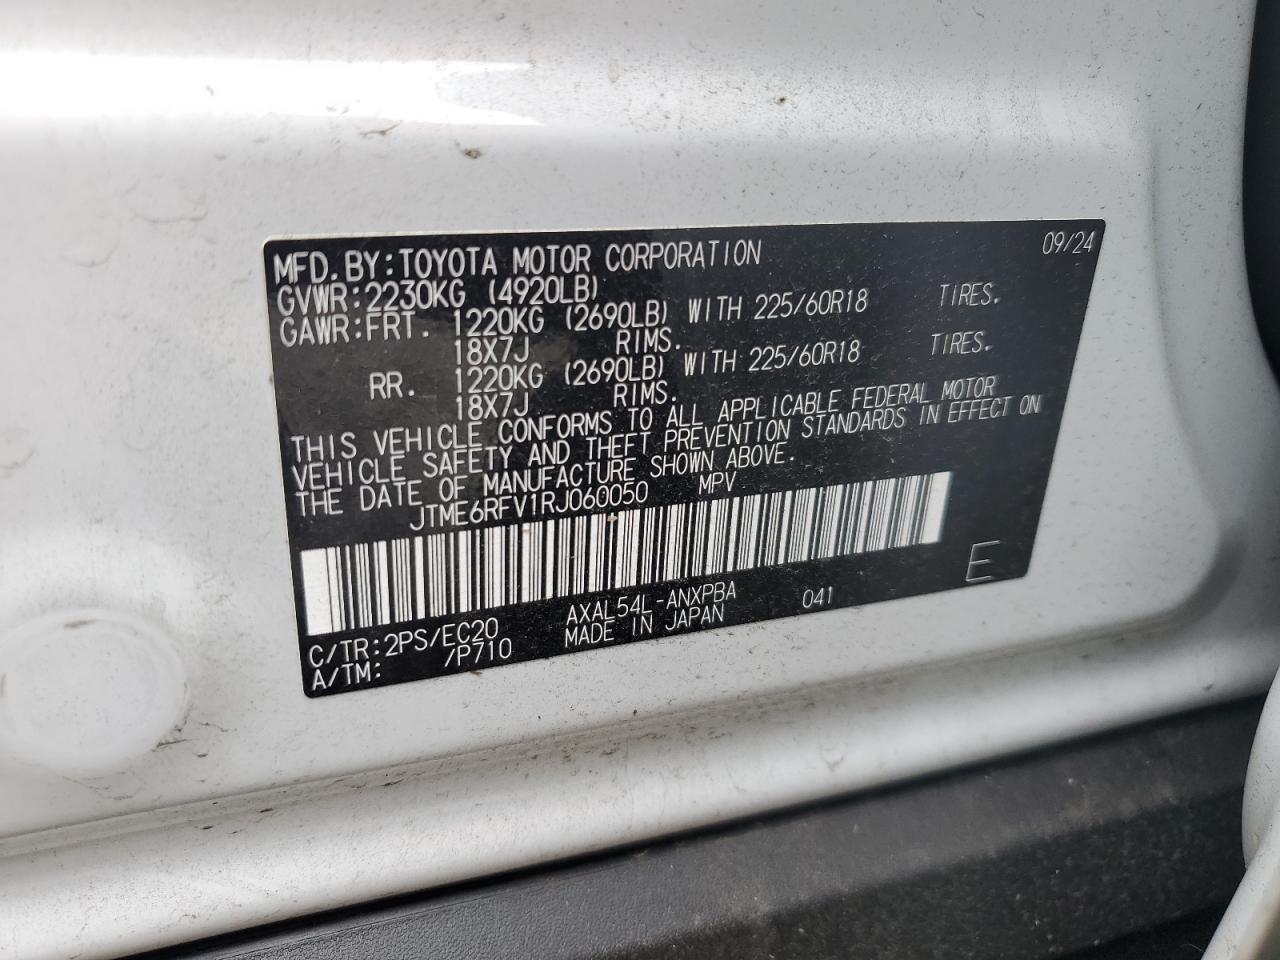 MFD.BY:TOYOTA MOTOR CORPORATION 09/24
GVWR:2230KG (4920LB)
GAWR:FRT. 1220KG (2690LB) WITH 225/60R18 TIRES.
18X7J RIMS.
RR. 1220KG (2690LB) WITH 225/60R18 TIRES.
18X7J RIMS.
THIS VEHICLE CONFORMS TO ALL APPLICABLE FEDERAL MOTOR
VEHICLE SAFETY AND THEFT PREVENTION STANDARDS IN EFFECT ON
THE DATE OF MANUFACTURE SHOWN ABOVE.
JTME6RFV1RJ060050 MPV
E
C/TR:2PS/EC20 AXAL54L-ANXPBA 041
A/TM: /P710 MADE IN JAPAN